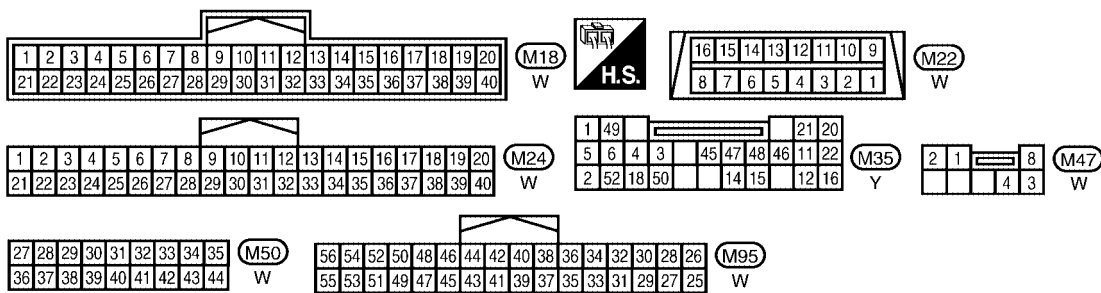 1 2 3 4 5 6 7 8 9 10 11 12 13 14 15 16 17 18 19 20
21 22 23 24 25 26 27 28 29 30 31 32 33 34 35 36 37 38 39 40
M18
W
H.S.
16 15 14 13 12 11 10 9
8 7 6 5 4 3 2 1
M22
W
1 2 3 4 5 6 7 8 9 10 11 12 13 14 15 16 17 18 19 20
21 22 23 24 25 26 27 28 29 30 31 32 33 34 35 36 37 38 39 40
M24
W
1 49 21 20
5 6 4 3 45 47 48 46 11 22
2 52 18 50 14 15 12 16
M35
Y
2 1 8
4 3
M47
W
27 28 29 30 31 32 33 34 35
36 37 38 39 40 41 42 43 44
M50
W
56 54 52 50 48 46 44 42 40 38 36 34 32 30 28 26
55 53 51 49 47 45 43 41 39 37 35 33 31 29 27 25
M95
W